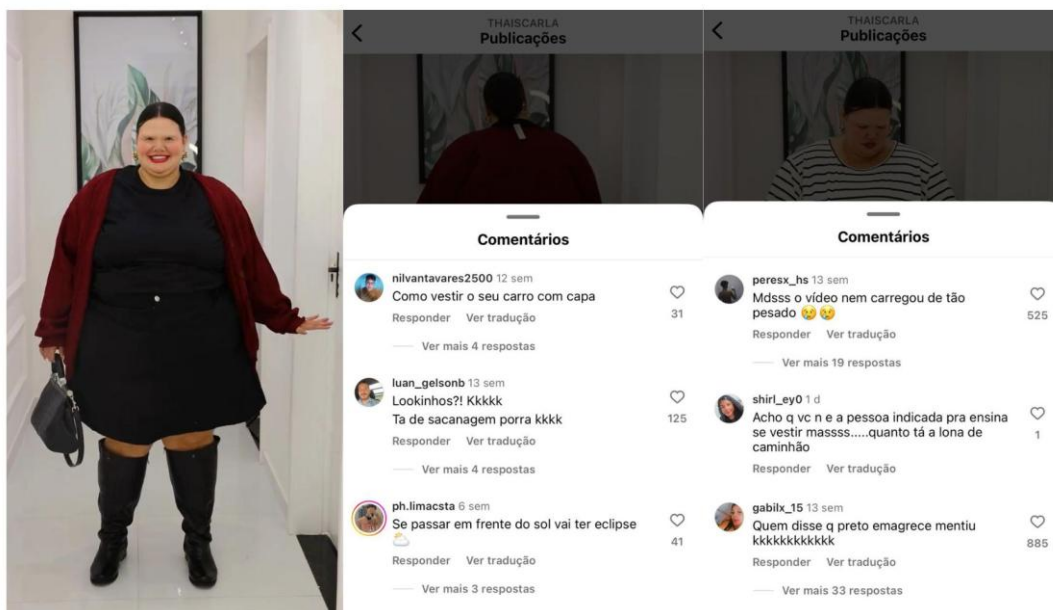 THAISCARLA
Publicações
Comentários
nilvantavares2500 12 sem
Como vestir o seu carro com capa
31
Responder Ver tradução
Ver mais 4 respostas
luan_gelsonb 13 sem
Lookinhos?! Kkkkk
Ta de sacanagem porra kkkk
125
Responder Ver tradução
Ver mais 4 respostas
ph.limacsta 6 sem
Se passar em frente do sol vai ter eclipse
🌥️
41
Responder Ver tradução
Ver mais 3 respostas
THAISCARLA
Publicações
Comentários
peresx_hs 13 sem
Mdsss o vídeo nem carregou de tão
pesado 😢😢
525
Responder Ver tradução
Ver mais 19 respostas
shirl_ey0 1 d
Acho q vc n e a pessoa indicada pra ensina
se vestir massss.....quanto tá a lona de
caminhão
1
Responder Ver tradução
gabilx_15 13 sem
Quem disse q preto emagrece mentiu
kkkkkkkkkkkk
885
Responder Ver tradução
Ver mais 33 respostas